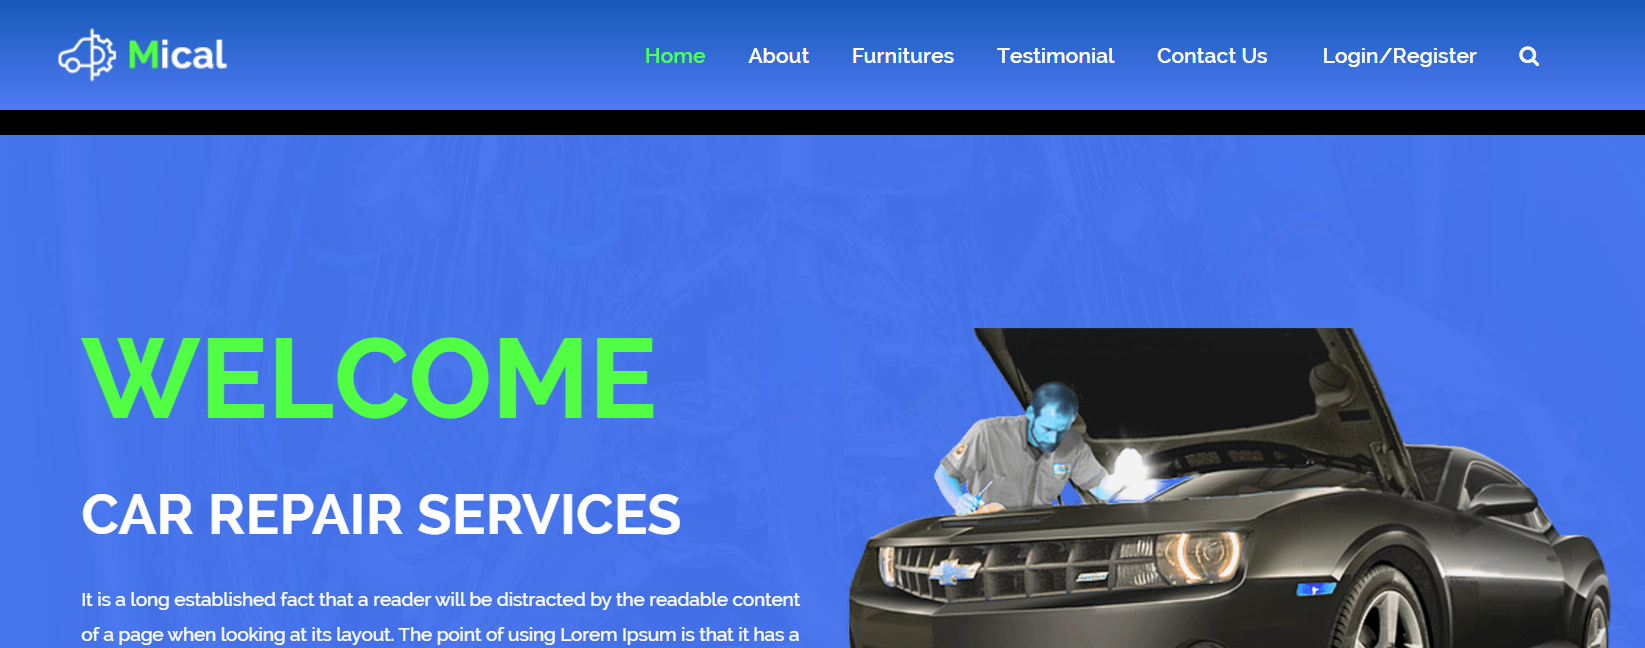 Mical
Home About Furnitures Testimonial Contact Us Login/Register
WELCOME
CAR REPAIR SERVICES
It is a long established fact that a reader will be distracted by the readable content
of a page when looking at its layout. The point of using Lorem Ipsum is that it has a